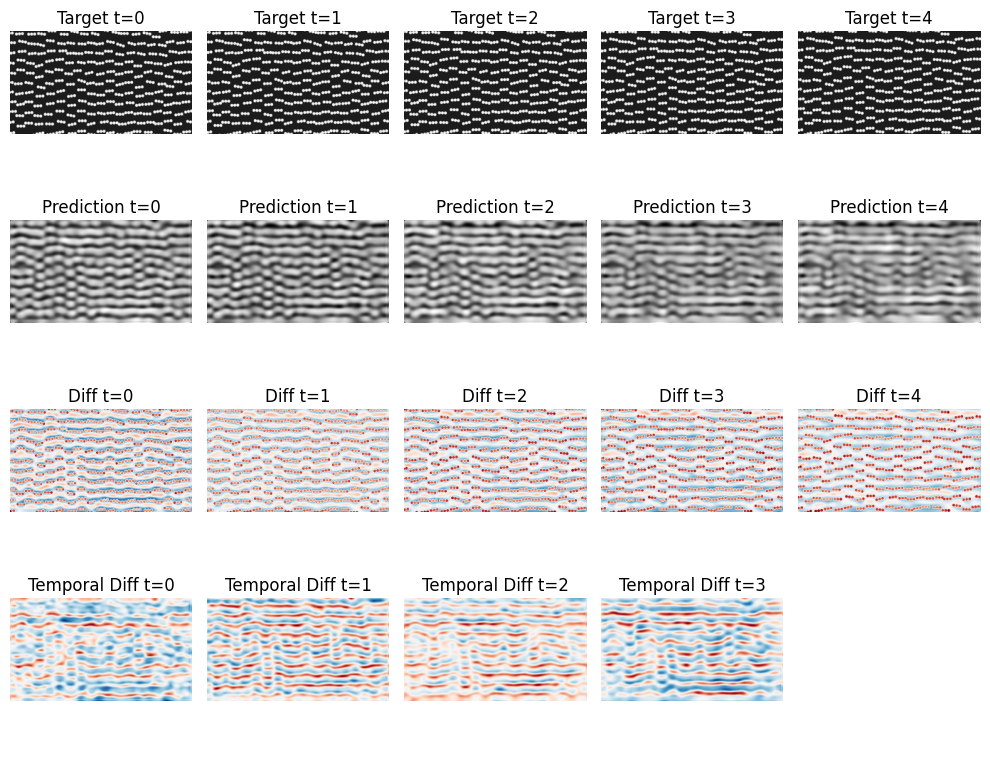 Target t=0 Target t=1 Target t=2 Target t=3 Target t=4
Prediction t=0 Prediction t=1 Prediction t=2 Prediction t=3 Prediction t=4
Diff t=0 Diff t=1 Diff t=2 Diff t=3 Diff t=4
Temporal Diff t=0 Temporal Diff t=1 Temporal Diff t=2 Temporal Diff t=3